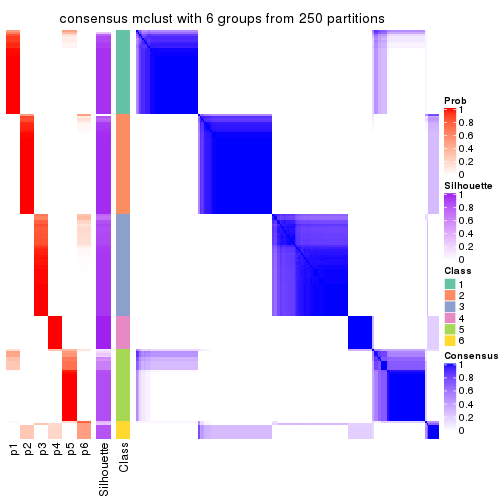 consensus mclust with 6 groups from 250 partitions
Prob
1
0.8
0.6
0.4
0.2
0
Silhouette
1
0.8
0.6
0.4
0.2
0
Class
1
2
3
4
5
6
Consensus
1
0.8
0.6
0.4
0.2
0
p1
p2
p3
p4
p5
p6
Silhouette
Class